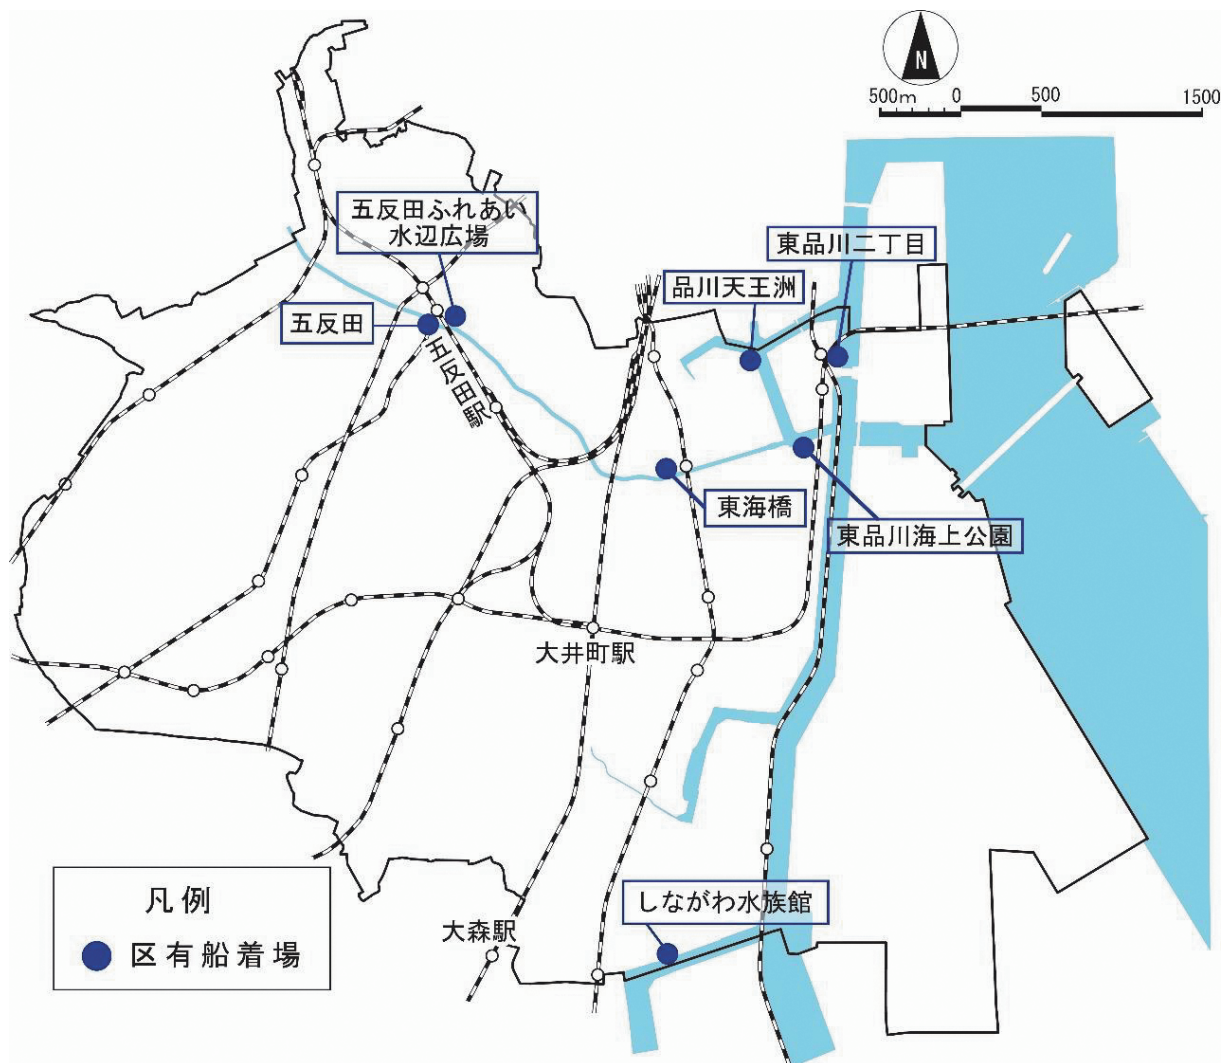 N
500m 0 500 1500
五反田ふれあい
水辺広場
東品川二丁目
品川天王洲
五反田
五反田駅
東海橋
東品川海上公園
大井町駅
しながわ水族館
大森駅
凡例
区有船着場